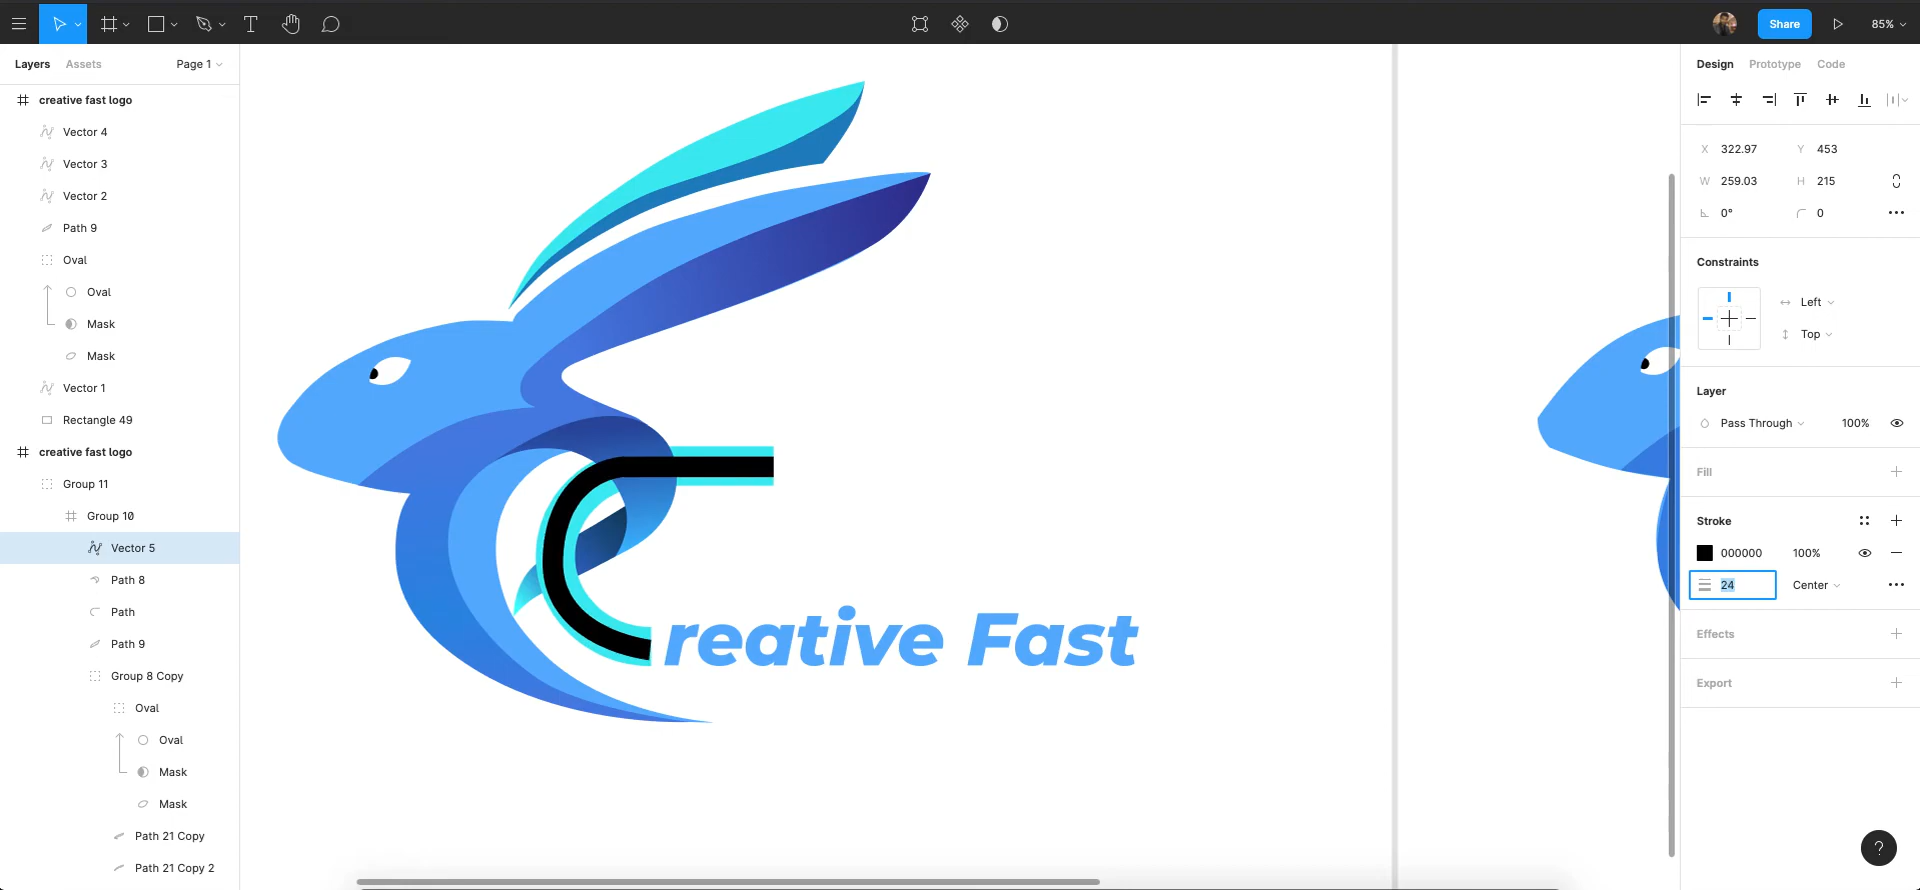 Share
85%
Layers
Assets
Page 1
creative fast logo
Vector 4
Vector 3
Vector 2
Path 9
Oval
Oval
Mask
Mask
Vector 1
Rectangle 49
creative fast logo
Group 11
Group 10
Vector 5
Path 8
Path
Path 9
Group 8 Copy
Oval
Oval
Mask
Mask
Path 21 Copy
Path 21 Copy 2
reative Fast
Design
Prototype
Code
X 322.97 Y 453
W 259.03 H 215
0° 0
Constraints
Left
Top
Layer
Pass Through 100%
Fill
Stroke
000000 100%
24 Center
Effects
Export
?